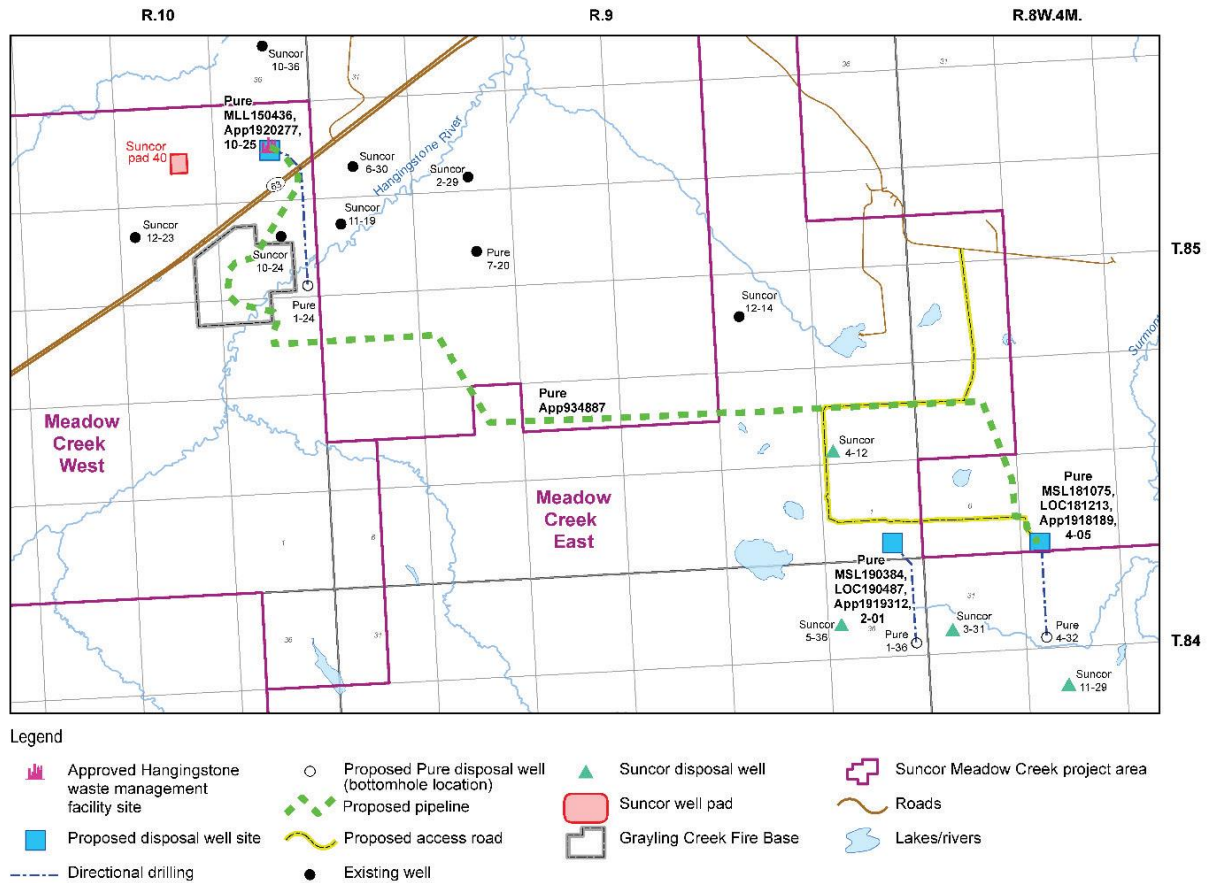 R.10
R.9
R.8W.4M.
Suncor
10-36
36
31
36
31
Pure
MLL150436,
App1920277,
10-25
Suncor
pad 40
63
Suncor
6-30
Hangingstone River
Suncor
2-29
Suncor
11-19
Suncor
12-23
Suncor
10-24
Pure
7-20
Pure
1-24
T.85
Suncor
12-14
Surmont
Pure
App934887
Meadow
Creek
West
Suncor
4-12
Meadow
Creek
East
Pure
MSL181075,
LOC181213,
App1918189,
4-05
1
6
1
6
Pure
MSL190384,
LOC190487,
App1919312,
2-01
36
31
36
31
Suncor
5-36
Pure
1-36
Suncor
3-31
Pure
4-32
T.84
Suncor
11-29
Legend
Approved Hangingstone
waste management
facility site
Proposed disposal well site
Directional drilling
Proposed Pure disposal well
(bottomhole location)
Proposed pipeline
Proposed access road
Existing well
Suncor disposal well
Suncor well pad
Grayling Creek Fire Base
Suncor Meadow Creek project area
Roads
Lakes/rivers